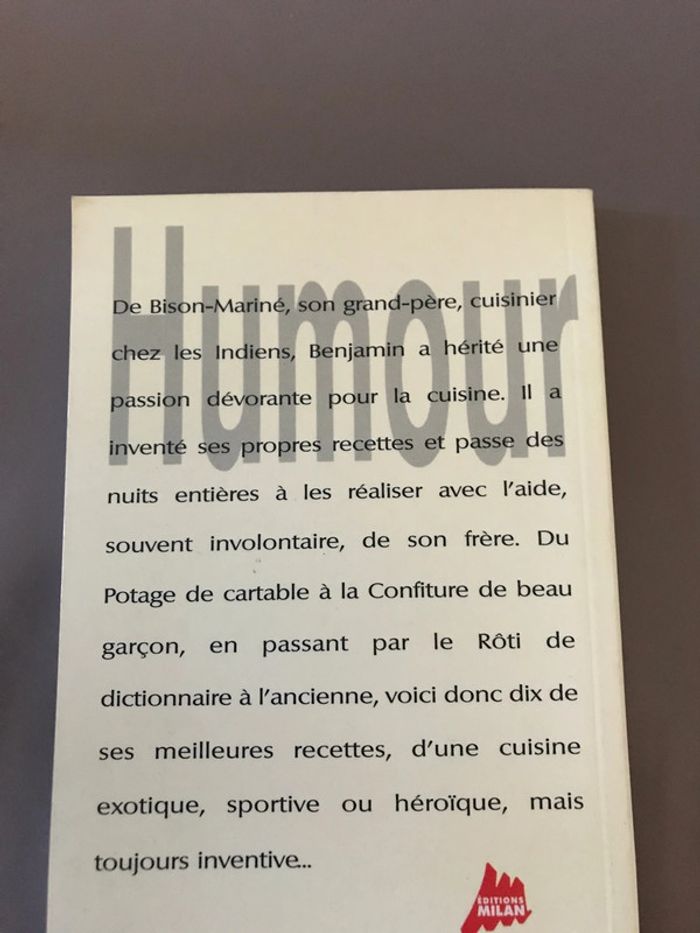 Humour
De Bison-Mariné, son grand-père, cuisinier
chez les Indiens, Benjamin a hérité une
passion dévorante pour la cuisine. Il a
inventé ses propres recettes et passe des
nuits entières à les réaliser avec l'aide,
souvent involontaire, de son frère. Du
Potage de cartable à la Confiture de beau
garçon, en passant par le Rôti de
dictionnaire à l'ancienne, voici donc dix de
ses meilleures recettes, d'une cuisine
exotique, sportive ou héroïque, mais
toujours inventive...
ÉDITIONS
MILAN